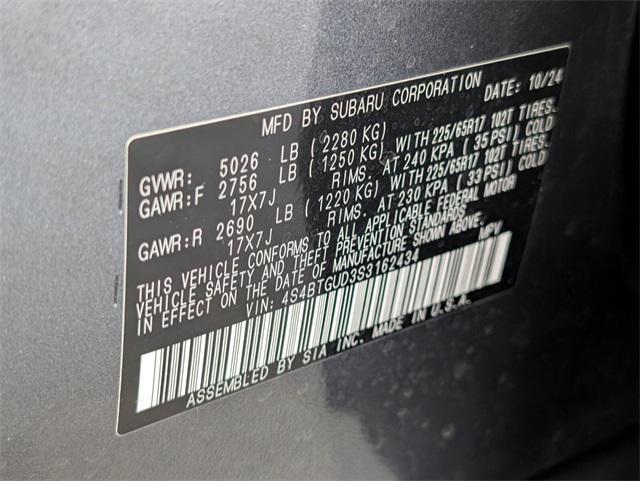 MFD BY SUBARU CORPORATION DATE: 10/24
GVWR: 5026 LB ( 2280 KG)
GAWR:F 2756 LB ( 1250 KG) WITH 225/65R17 102T TIRES.
17X7J RIMS. AT 240 KPA ( 35 PSI) COLD
GAWR:R 2690 LB ( 1220 KG) WITH 225/65R17 102T TIRES.
17X7J RIMS. AT 230 KPA ( 33 PSI) COLD
THIS VEHICLE CONFORMS TO ALL APPLICABLE FEDERAL MOTOR
VEHICLE SAFETY AND THEFT PREVENTION STANDARDS
IN EFFECT ON THE DATE OF MANUFACTURE SHOWN ABOVE.
VIN: 4S4BTGUD3S3162434 MPV
ASSEMBLED BY SIA INC. MADE IN U.S.A.